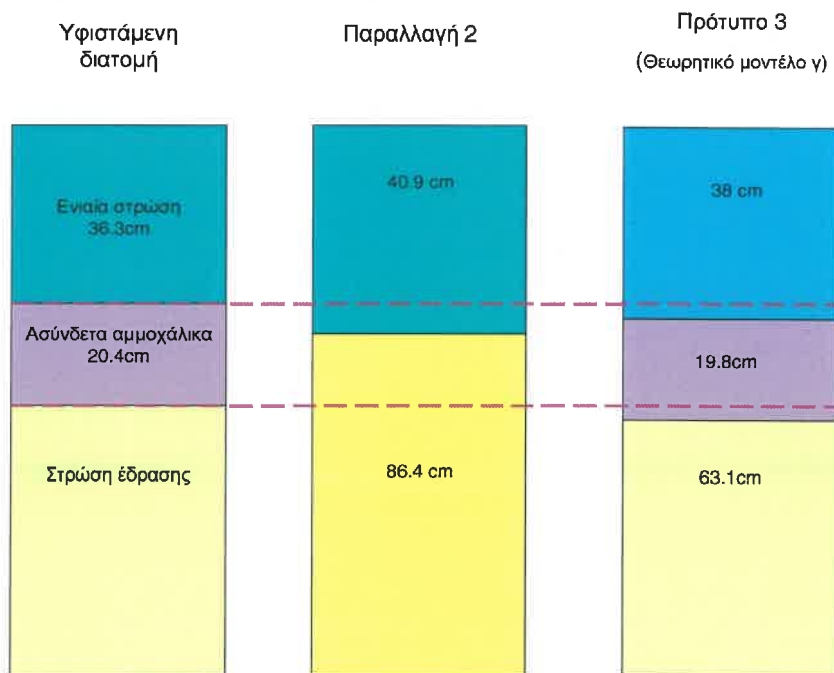 Υφιστάμενη
διατομή
Παραλλαγή 2
Πρότυπο 3
(Θεωρητικό μοντέλο γ)
Ενιαία στρώση
36.3cm
40.9 cm
38 cm
Ασύνδετα αμμοχάλικα
20.4cm
19.8cm
Στρώση έδρασης
86.4 cm
63.1cm